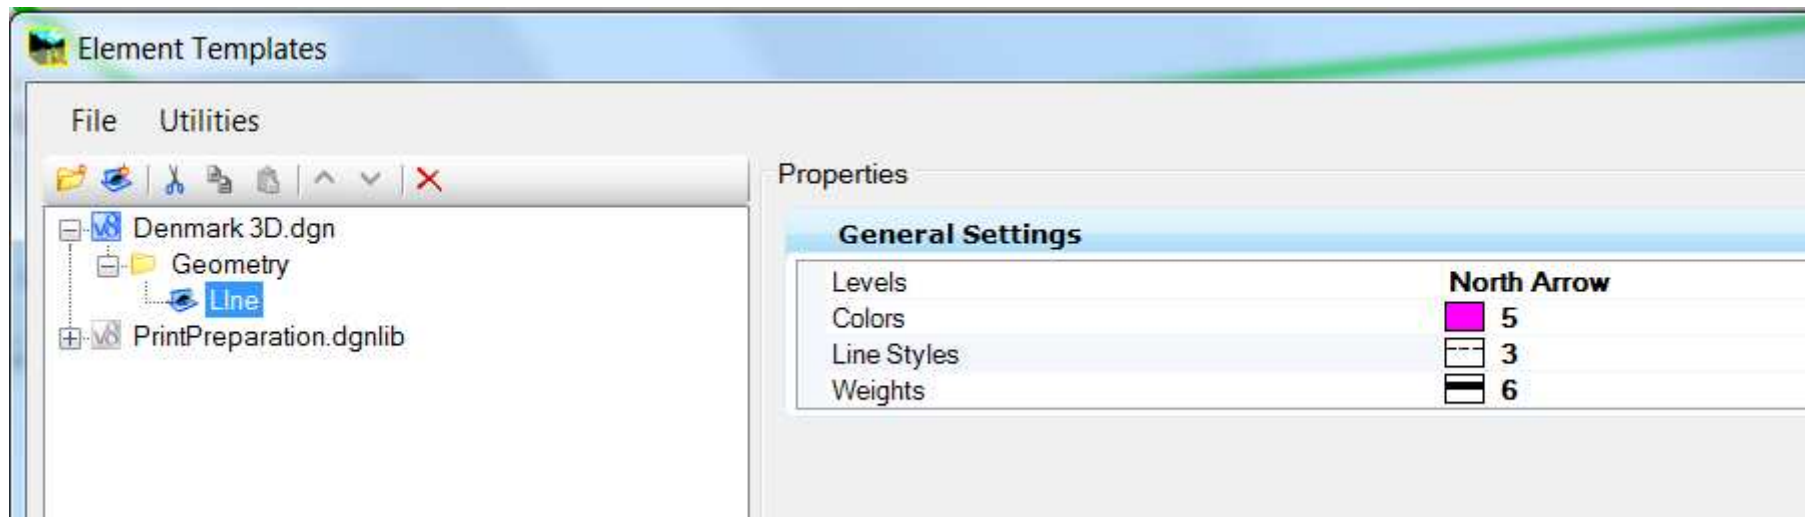 Element Templates
File Utilities
Properties
Denmark 3D.dgn
Geometry
LIne
PrintPreparation.dgnlib
General Settings
Levels North Arrow
Colors 5
Line Styles 3
Weights 6